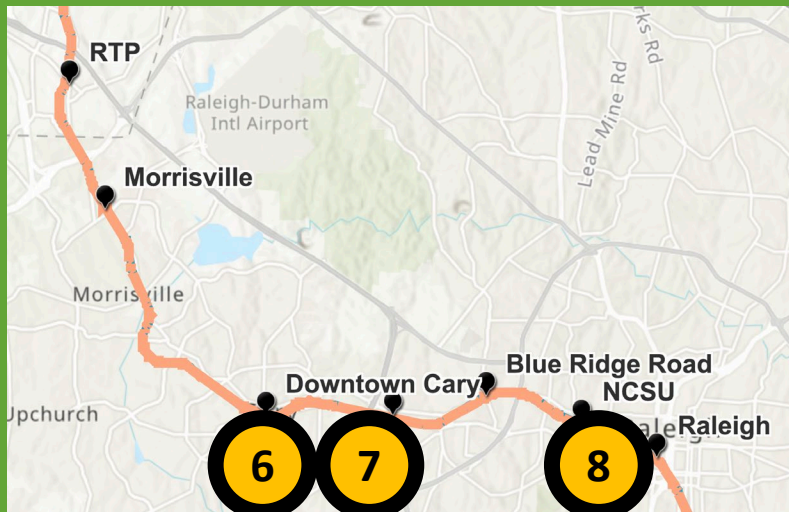 RTP
Raleigh-Durham
Intl Airport
Lead Mine Rd
Rd
Morrisville
Morrisville
Blue Ridge Road
Downtown Cary
NCSU
Upchurch
Raleigh
6
7
8